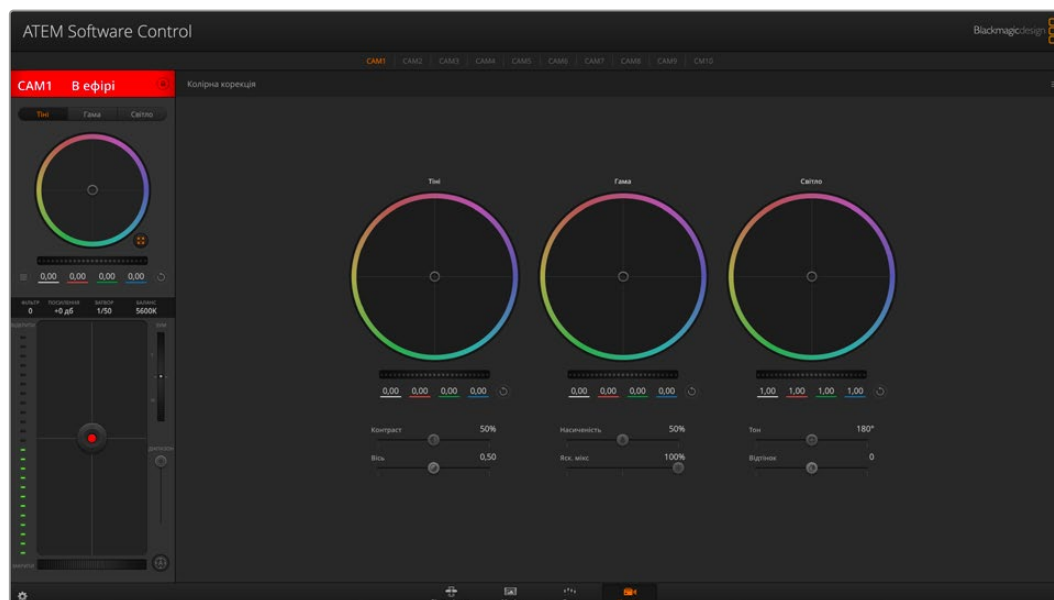 ATEM Software Control
Blackmagicdesign
CAM1 CAM2 CAM3 CAM4 CAM5 CAM6 CAM7 CAM8 CAM9 CM10
CAM1 В ефірі
Колірна корекція
Тіні Гама Світло
Тіні Гама Світло
0,00 0,00 0,00 0,00
ФІЛЬТР ПОСИЛЕННЯ ЗАТВОР БАЛАНС
0 +0 дб 1/50 5600K
0,00 0,00 0,00 0,00 0,00 0,00 0,00 0,00 1,00 1,00 1,00 1,00
Контраст 50% Насиченість 50% Тон 180°
Вісь 0,50 Яск. мікс 100% Відтінок 0